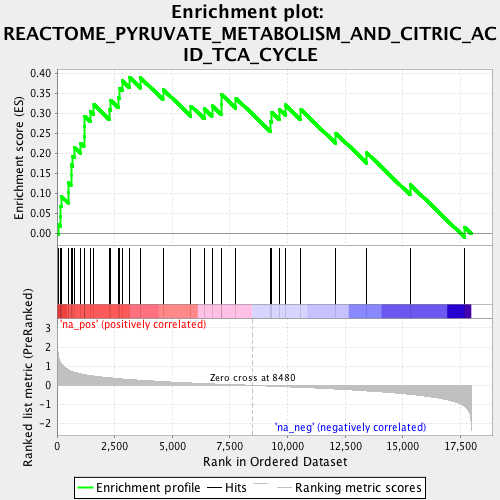 Enrichment plot:
REACTOME_PYRUVATE_METABOLISM_AND_CITRIC_AC
ID_TCA_CYCLE
Enrichment score (ES)
0.40
0.35
0.30
0.25
0.20
0.15
0.10
0.05
0.00
'na_pos' (positively correlated)
Ranked list metric (PreRanked)
3
2
1
0
-1
-2
Zero cross at 8480
'na_neg' (negatively correlated)
0
2,500
5,000
7,500
10,000
12,500
15,000
17,500
Rank in Ordered Dataset
Enrichment profile
Hits
Ranking metric scores